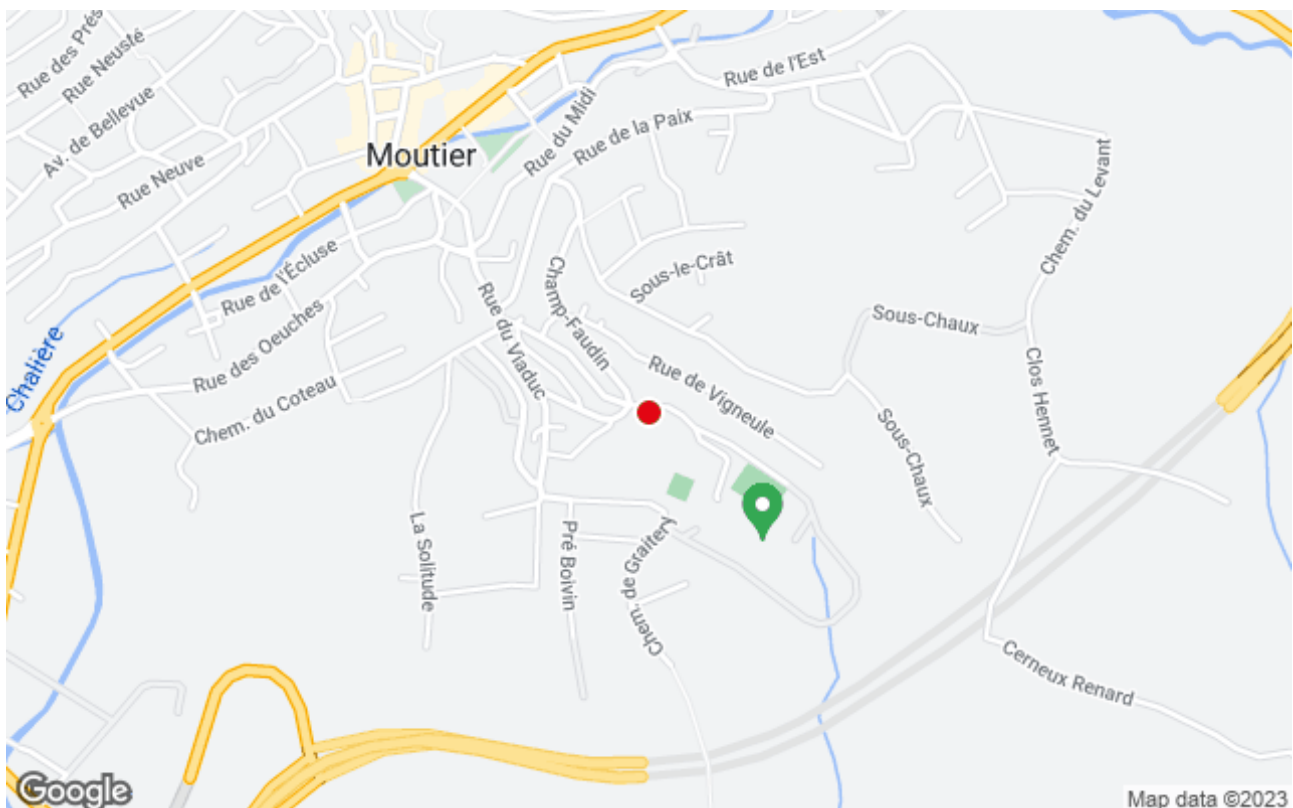 Rue des Prés
Rue Neusté
Av. de Bellevue
Rue Neuve
Moutier
Rue du Midi
Rue de la Paix
Rue de l'Est
Chem. du Levant
Rue de l'Écluse
Sous-le-Crât
Champ-Faudin
Rue du Viaduc
Sous-Chaux
Chalière
Rue des Oeuches
Chem. du Coteau
Rue de Vigneule
Clos Hennet
Sous-Chaux
La Solitude
Pré Boivin
Chem. de Graitery
Cerneux Renard
Google
Map data ©2023